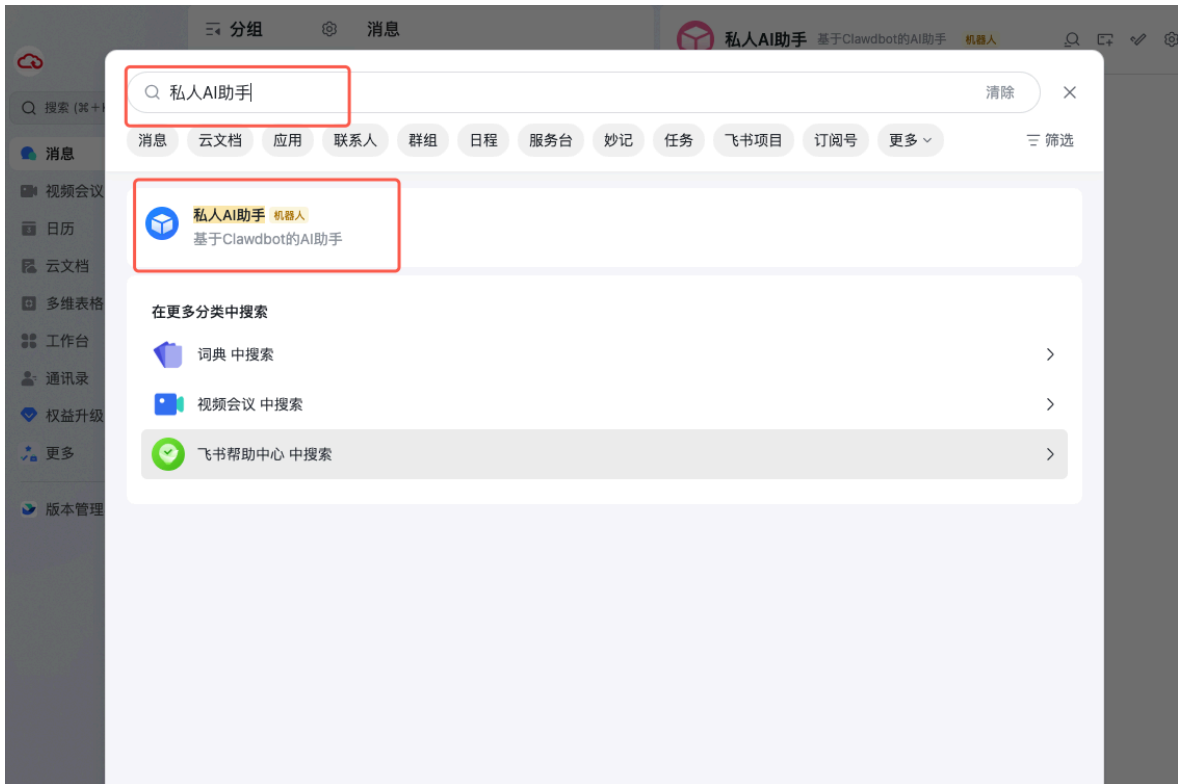 分组
消息
私人AI助手 基于Clawdbot的AI助手 机器人
搜索 (⌘+
消息
视频会议
日历
云文档
多维表格
工作台
通讯录
权益升级
更多
版本管理
私人AI助手 清除
消息 云文档 应用 联系人 群组 日程 服务台 妙记 任务 飞书项目 订阅号 更多 筛选
私人AI助手 机器人
基于Clawdbot的AI助手
在更多分类中搜索
词典 中搜索
视频会议 中搜索
飞书帮助中心 中搜索